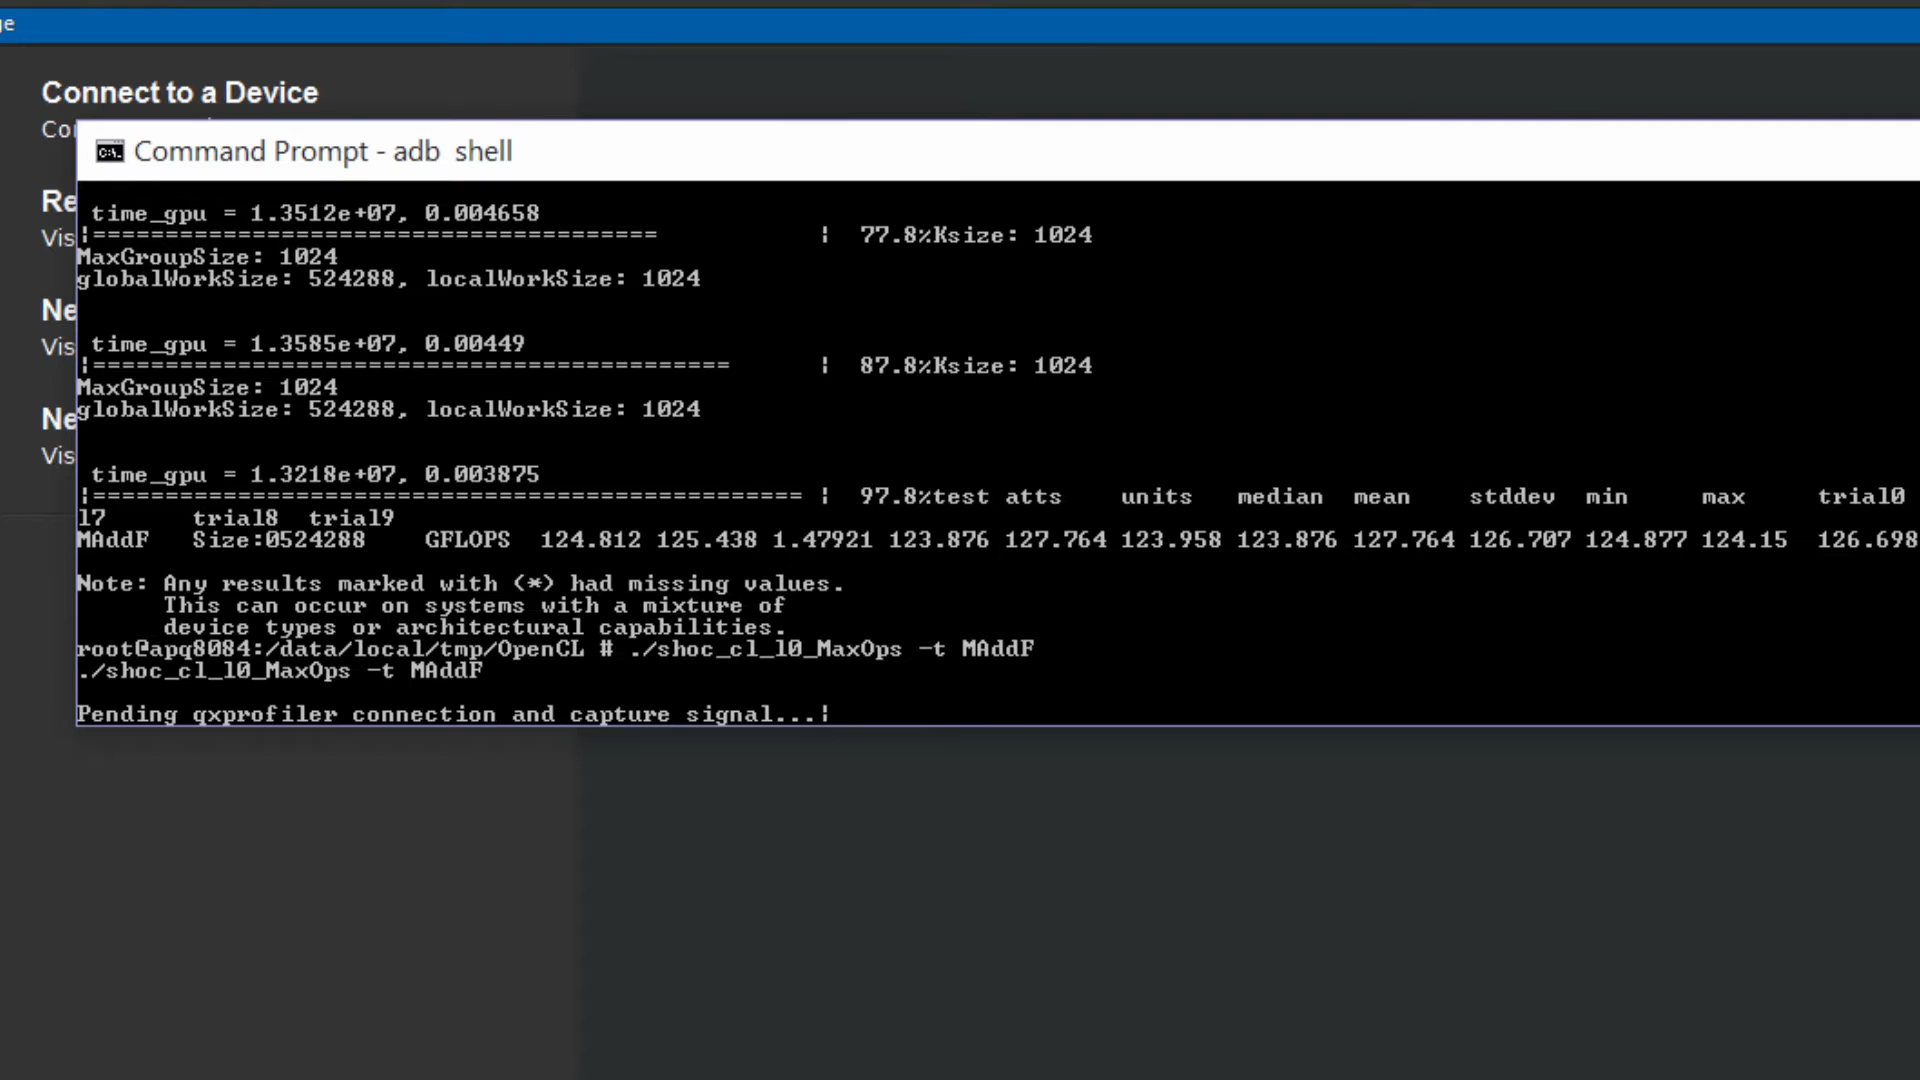 ge
Connect to a Device
Co
Command Prompt - adb  shell
Re
Vis
Ne
Vis
Ne
Vis
time_gpu = 1.3512e+07, 0.004658
|======================================= | 77.8%Ksize: 1024
MaxGroupSize: 1024
globalWorkSize: 524288, localWorkSize: 1024
time_gpu = 1.3585e+07, 0.00449
|============================================ | 87.8%Ksize: 1024
MaxGroupSize: 1024
globalWorkSize: 524288, localWorkSize: 1024
time_gpu = 1.3218e+07, 0.003875
|================================================= | 97.8%test atts units median mean stddev min max trial0
l7 trial8 trial9
MAddF Size:0524288 GFLOPS 124.812 125.438 1.47921 123.876 127.764 123.958 123.876 127.764 126.707 124.877 124.15 126.698
Note: Any results marked with (*) had missing values.
This can occur on systems with a mixture of
device types or architectural capabilities.
root@apq8084:/data/local/tmp/OpenCL # ./shoc_cl_l0_MaxOps -t MAddF
./shoc_cl_l0_MaxOps -t MAddF
Pending qxprofiler connection and capture signal...|